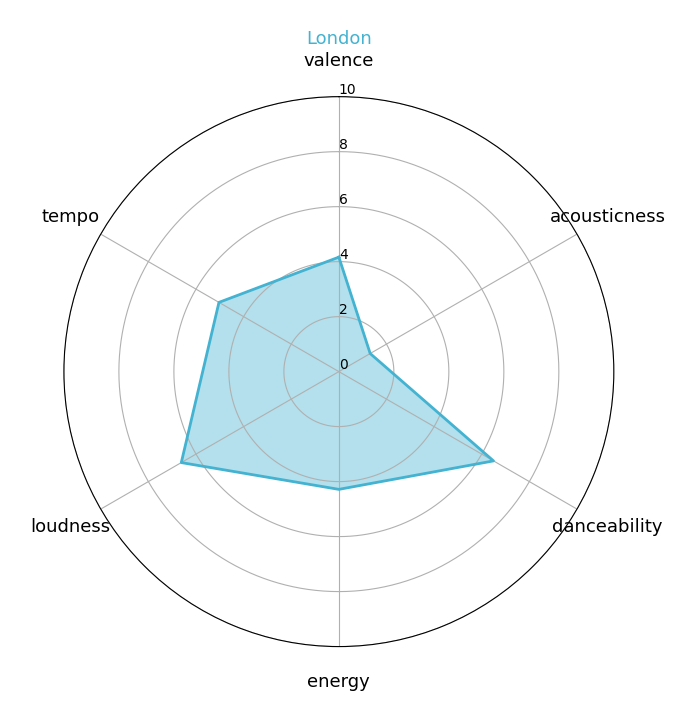 London
valence
10
8
6
4
2
0
tempo
acousticness
loudness
danceability
energy